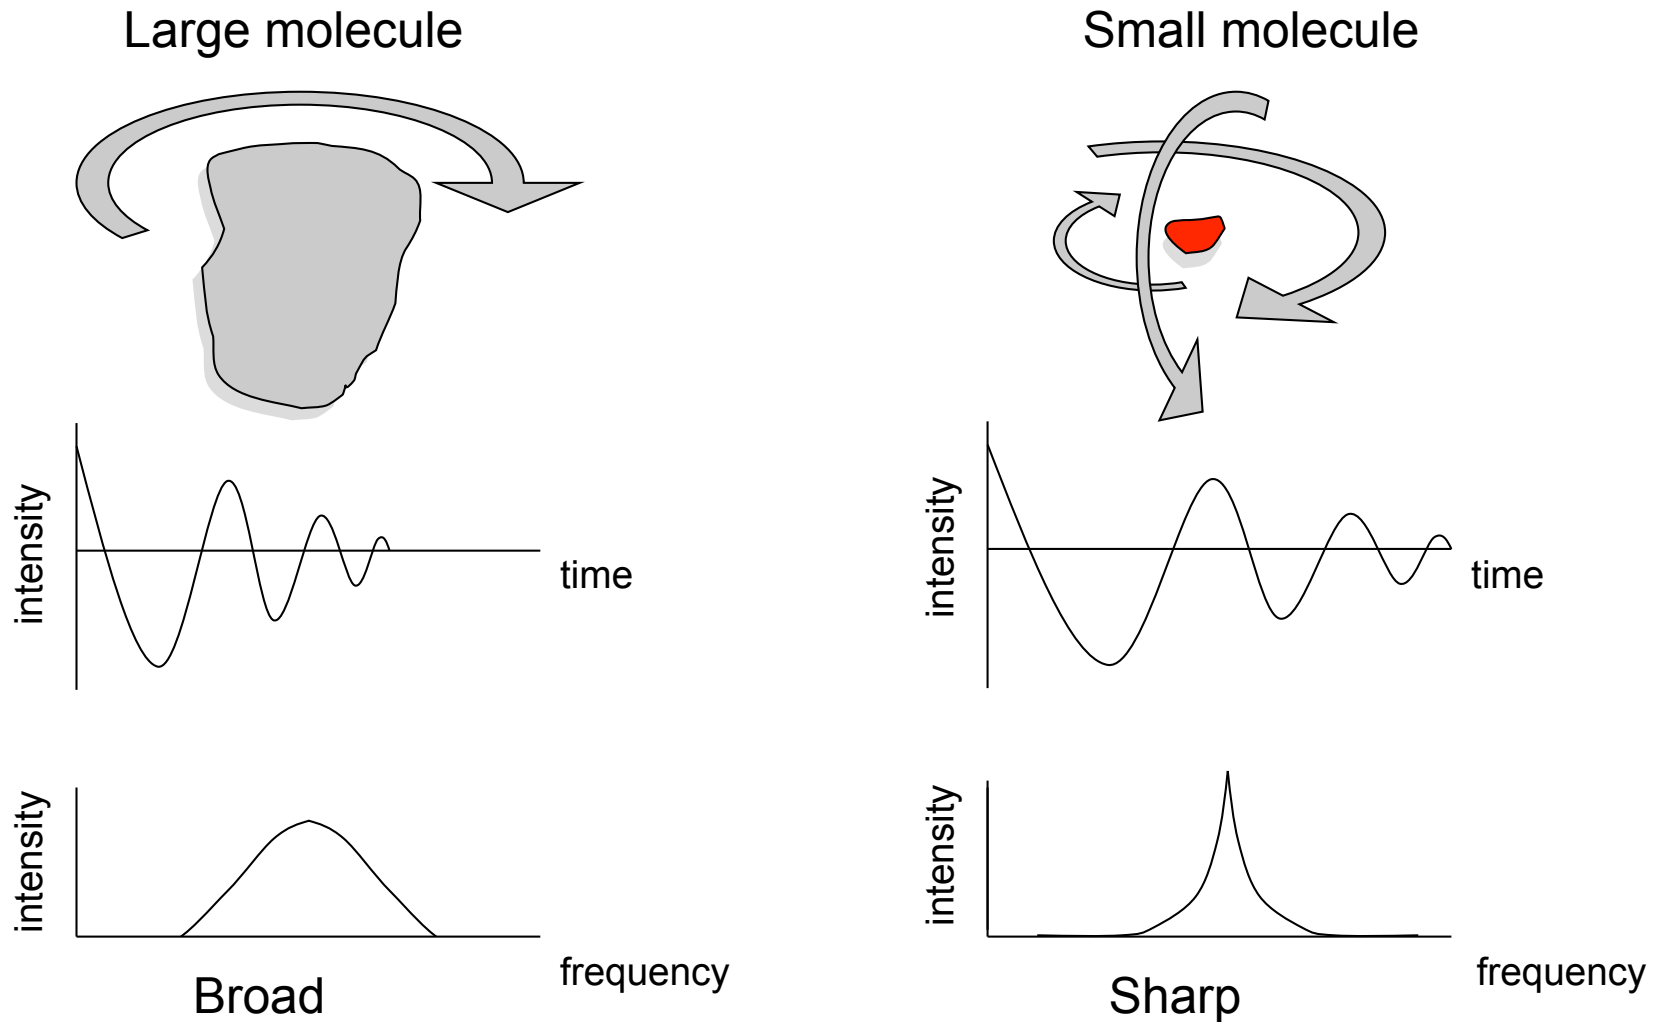 Large molecule
Small molecule
intensity
time
intensity
time
intensity
frequency
Broad
intensity
frequency
Sharp